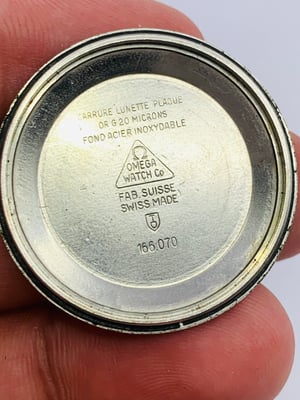 CARRURE LUNETTE PLAQUE
OR G 20 MICRONS
FOND ACIER INOXYDABLE
Ω
OMEGA
WATCH Co
FAB. SUISSE
SWISS MADE
166.070